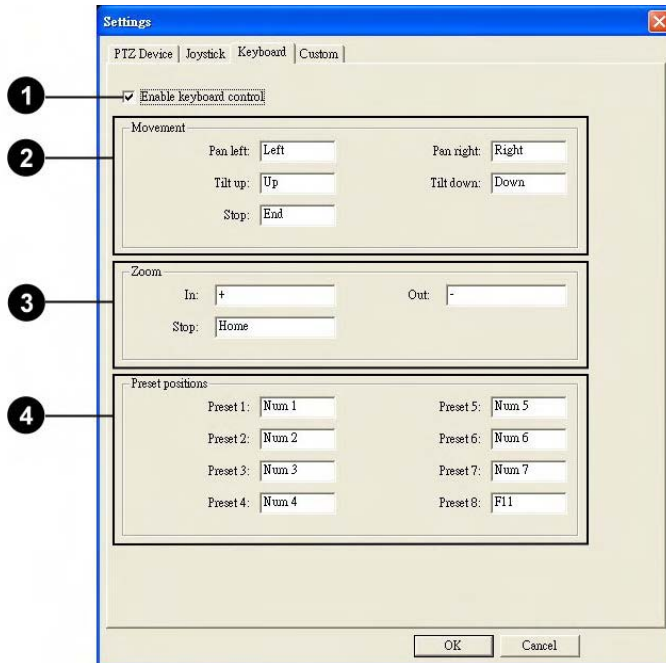 Settings
PTZ Device Joystick Keyboard Custom
1 Enable keyboard control
2 Movement
Pan left: Left Pan right: Right
Tilt up: Up Tilt down: Down
Stop: End
Zoom
3 In: + Out: -
Stop: Home
Preset positions
4 Preset 1: Num 1 Preset 5: Num 5
Preset 2: Num 2 Preset 6: Num 6
Preset 3: Num 3 Preset 7: Num 7
Preset 4: Num 4 Preset 8: F11
OK Cancel